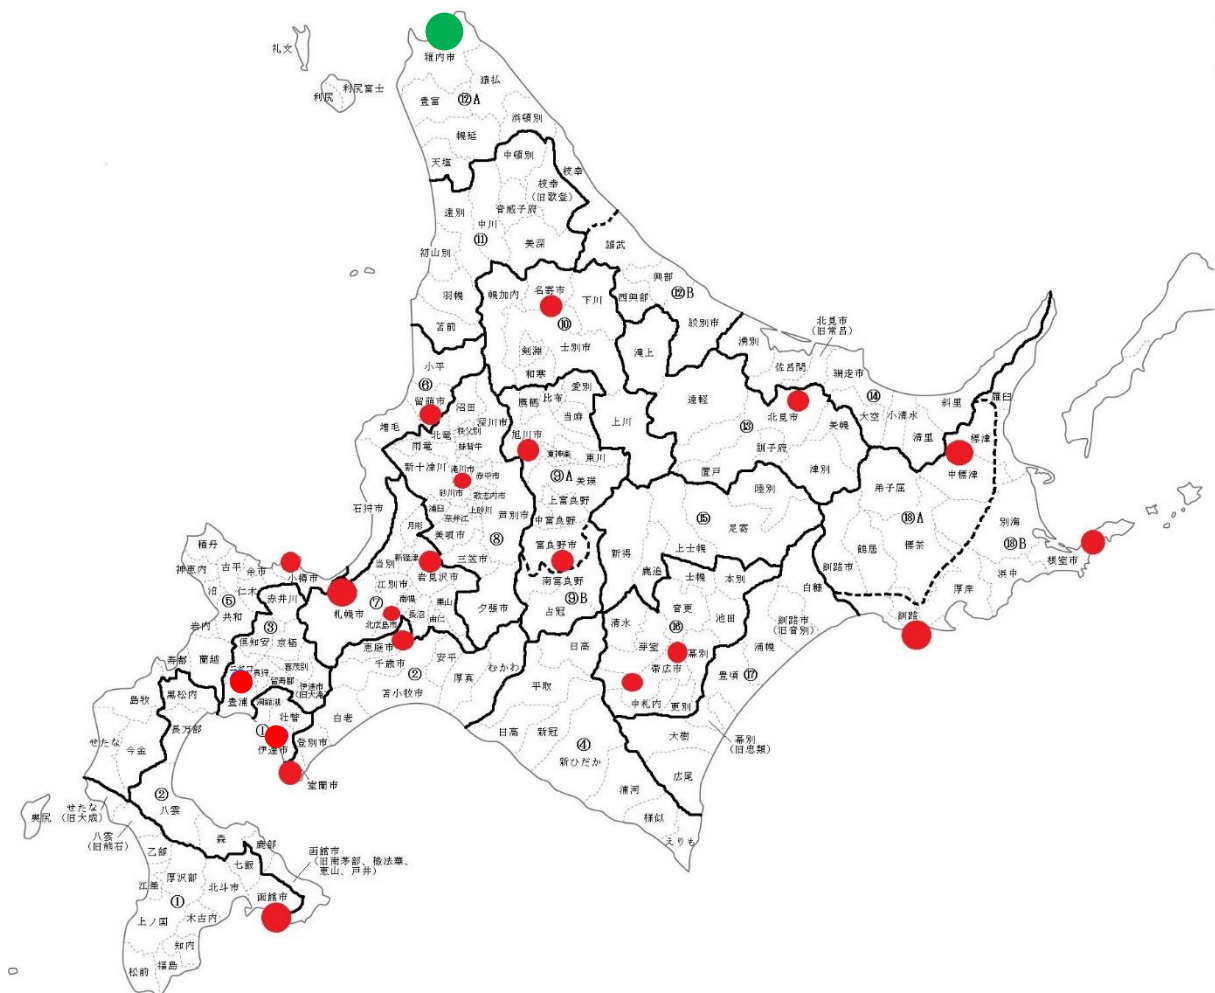 礼文
稚内市
猿払
利尻
利尻富士
豊富
⑫A
浜頓別
幌延
天塩
中頓別
枝幸
枝幸
(旧歌登)
遠別
音威子府
中川
⑪
美深
雄武
初山別
興部
⑫B
西興部
羽幌
幌加内
名寄市
下川
紋別市
苫前
⑩
湧別
北見市
(旧常呂)
剣淵
士別市
滝上
和寒
小平
⑥
留萌市
増毛
佐呂間
網走市
⑭
大空
小清水
斜里
清里
羅臼
標津
中標津
遠軽
北見市
⑬
美幌
訓子府
置戸
津別
沼田
深川市
秩父別
北竜
妹背牛
雨竜
新十津川
滝川市
赤平市
砂川市
歌志内市
浦臼
上砂川
奈井江
芦別市
月形
美唄市
⑧
三笠市
岩見沢市
夕張市
鷹栖
比布
愛別
当麻
上川
旭川市
東神楽
東川
⑨A
美瑛
上富良野
中富良野
富良野市
南富良野
⑨B
占冠
石狩市
当別
新篠津
江別市
⑦
南幌
栗山
長沼
由仁
札幌市
北広島市
恵庭市
千歳市
安平
②
厚真
むかわ
苫小牧市
白老
登別市
室蘭市
積丹
神恵内
古平
余市
小樽市
泊
仁木
赤井川
⑤
共和
岩内
③
倶知安
京極
寿都
蘭越
真狩
喜茂別
留寿都
伊達市
(旧大滝)
豊浦
洞爺湖
壮瞥
①
伊達市
島牧
黒松内
長万部
せたな
今金
②
八雲
せたな
(旧大成)
奥尻
八雲
(旧熊石)
乙部
森
鹿部
函館市
(旧南茅部、椴法華、
恵山、戸井)
七飯
厚沢部
江差
北斗市
①
函館市
上ノ国
木古内
知内
福島
松前
日高
平取
日高
新冠
④
新ひだか
浦河
様似
えりも
陸別
⑮
足寄
新得
上士幌
鹿追
士幌
本別
音更
清水
⑯
池田
芽室
幕別
帯広市
中札内
更別
白糠
釧路市
(旧音別)
浦幌
豊頃
⑰
幕別
(旧忠類)
大樹
広尾
弟子屈
⑱A
標茶
鶴居
釧路市
釧路
別海
⑱B
根室市
浜中
厚岸